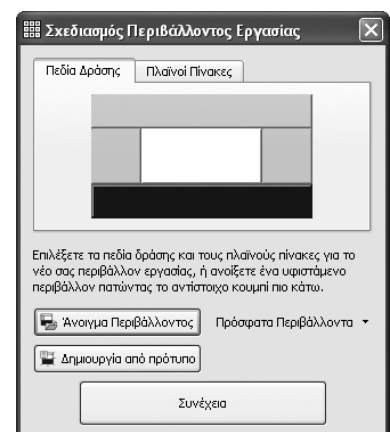 Σχεδιασμός Περιβάλλοντος Εργασίας
Πεδία Δράσης
Πλαϊνοί Πίνακες
Επιλέξετε τα πεδία δράσης και τους πλαϊνούς πίνακες για το
νέο σας περιβάλλον εργασίας, ή ανοίξετε ένα υφιστάμενο
περιβάλλον πατώντας το αντίστοιχο κουμπί πιο κάτω.
Άνοιγμα Περιβάλλοντος
Πρόσφατα Περιβάλλοντα
Δημιουργία από πρότυπο
Συνέχεια